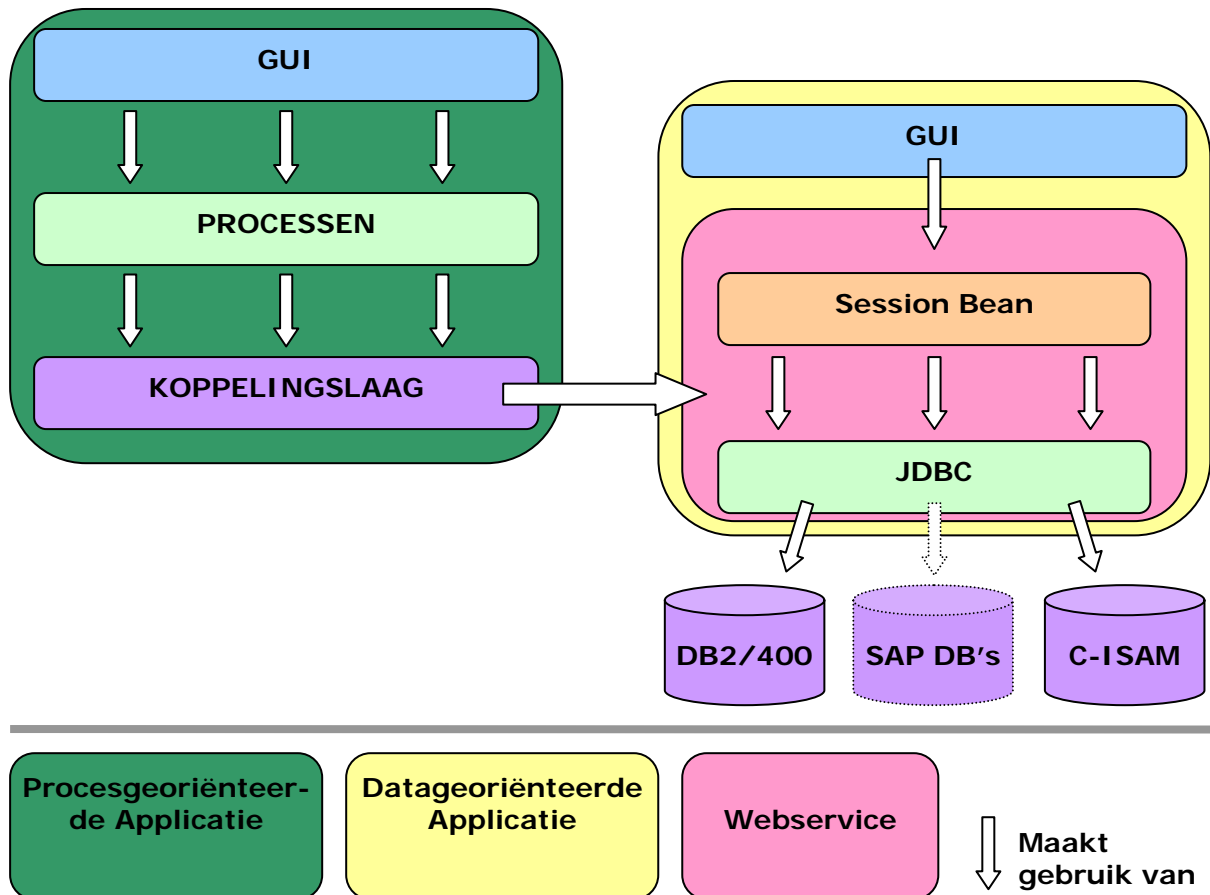 GUI
PROCESSEN
KOPPELINGSLAAG
GUI
Session Bean
JDBC
DB2/400
SAP DB's
C-ISAM
Procesgeoriënteer-
de Applicatie
Datageoriënteerde
Applicatie
Webservice
Maakt
gebruik van